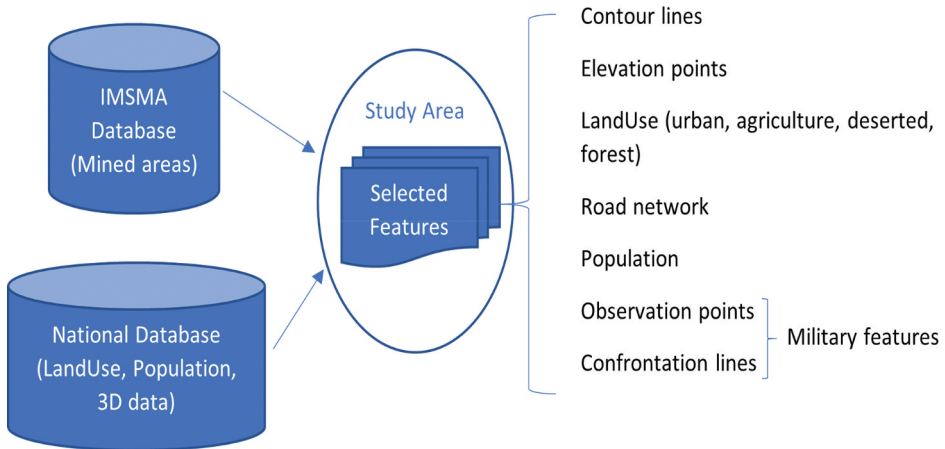 IMSMA
Database
(Mined areas)
National Database
(LandUse, Population,
3D data)
Study Area
Selected
Features
Contour lines
Elevation points
LandUse (urban, agriculture, deserted,
forest)
Road network
Population
Observation points
Confrontation lines
Military features